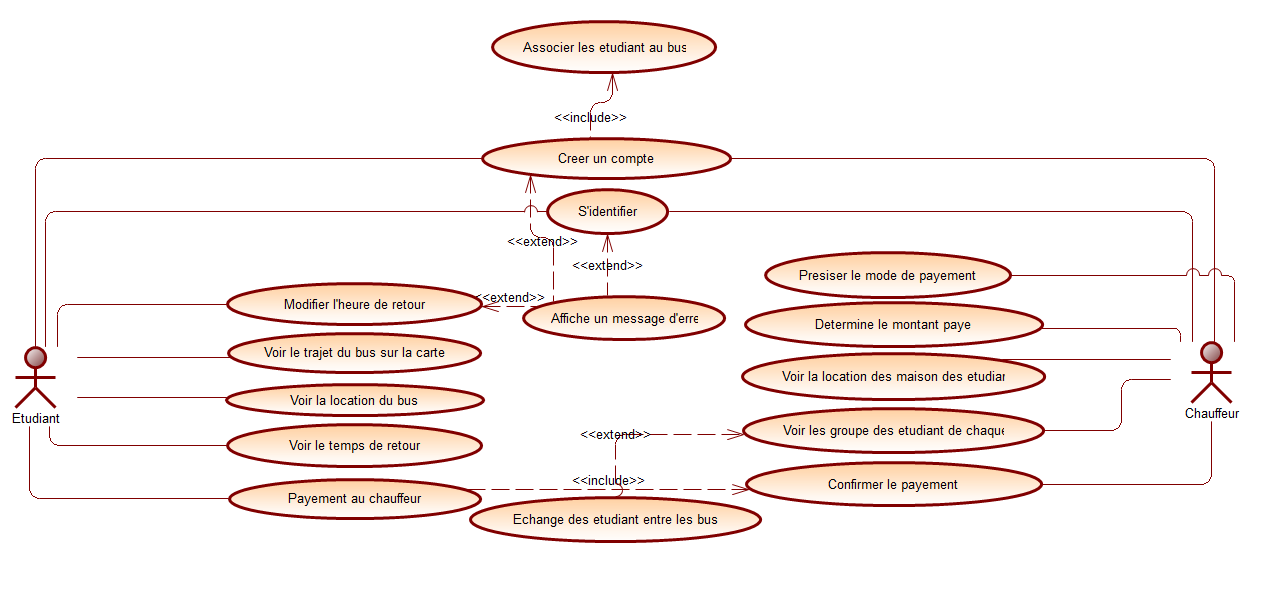 Associer les etudiant au bus
<<include>>
Creer un compte
S'identifier
<<extend>>
<<extend>>
Presiser le mode de payement
<<extend>>
Modifier l'heure de retour
Affiche un message d'erre
Determine le montant paye
Voir le trajet du bus sur la carte
Voir la location des maison des etudiar
Voir la location du bus
Etudiant
Chauffeur
Voir les groupe des etudiant de chaque
<<extend>>
Voir le temps de retour
<<include>>
Confirmer le payement
Payement au chauffeur
Echange des etudiant entre les bus